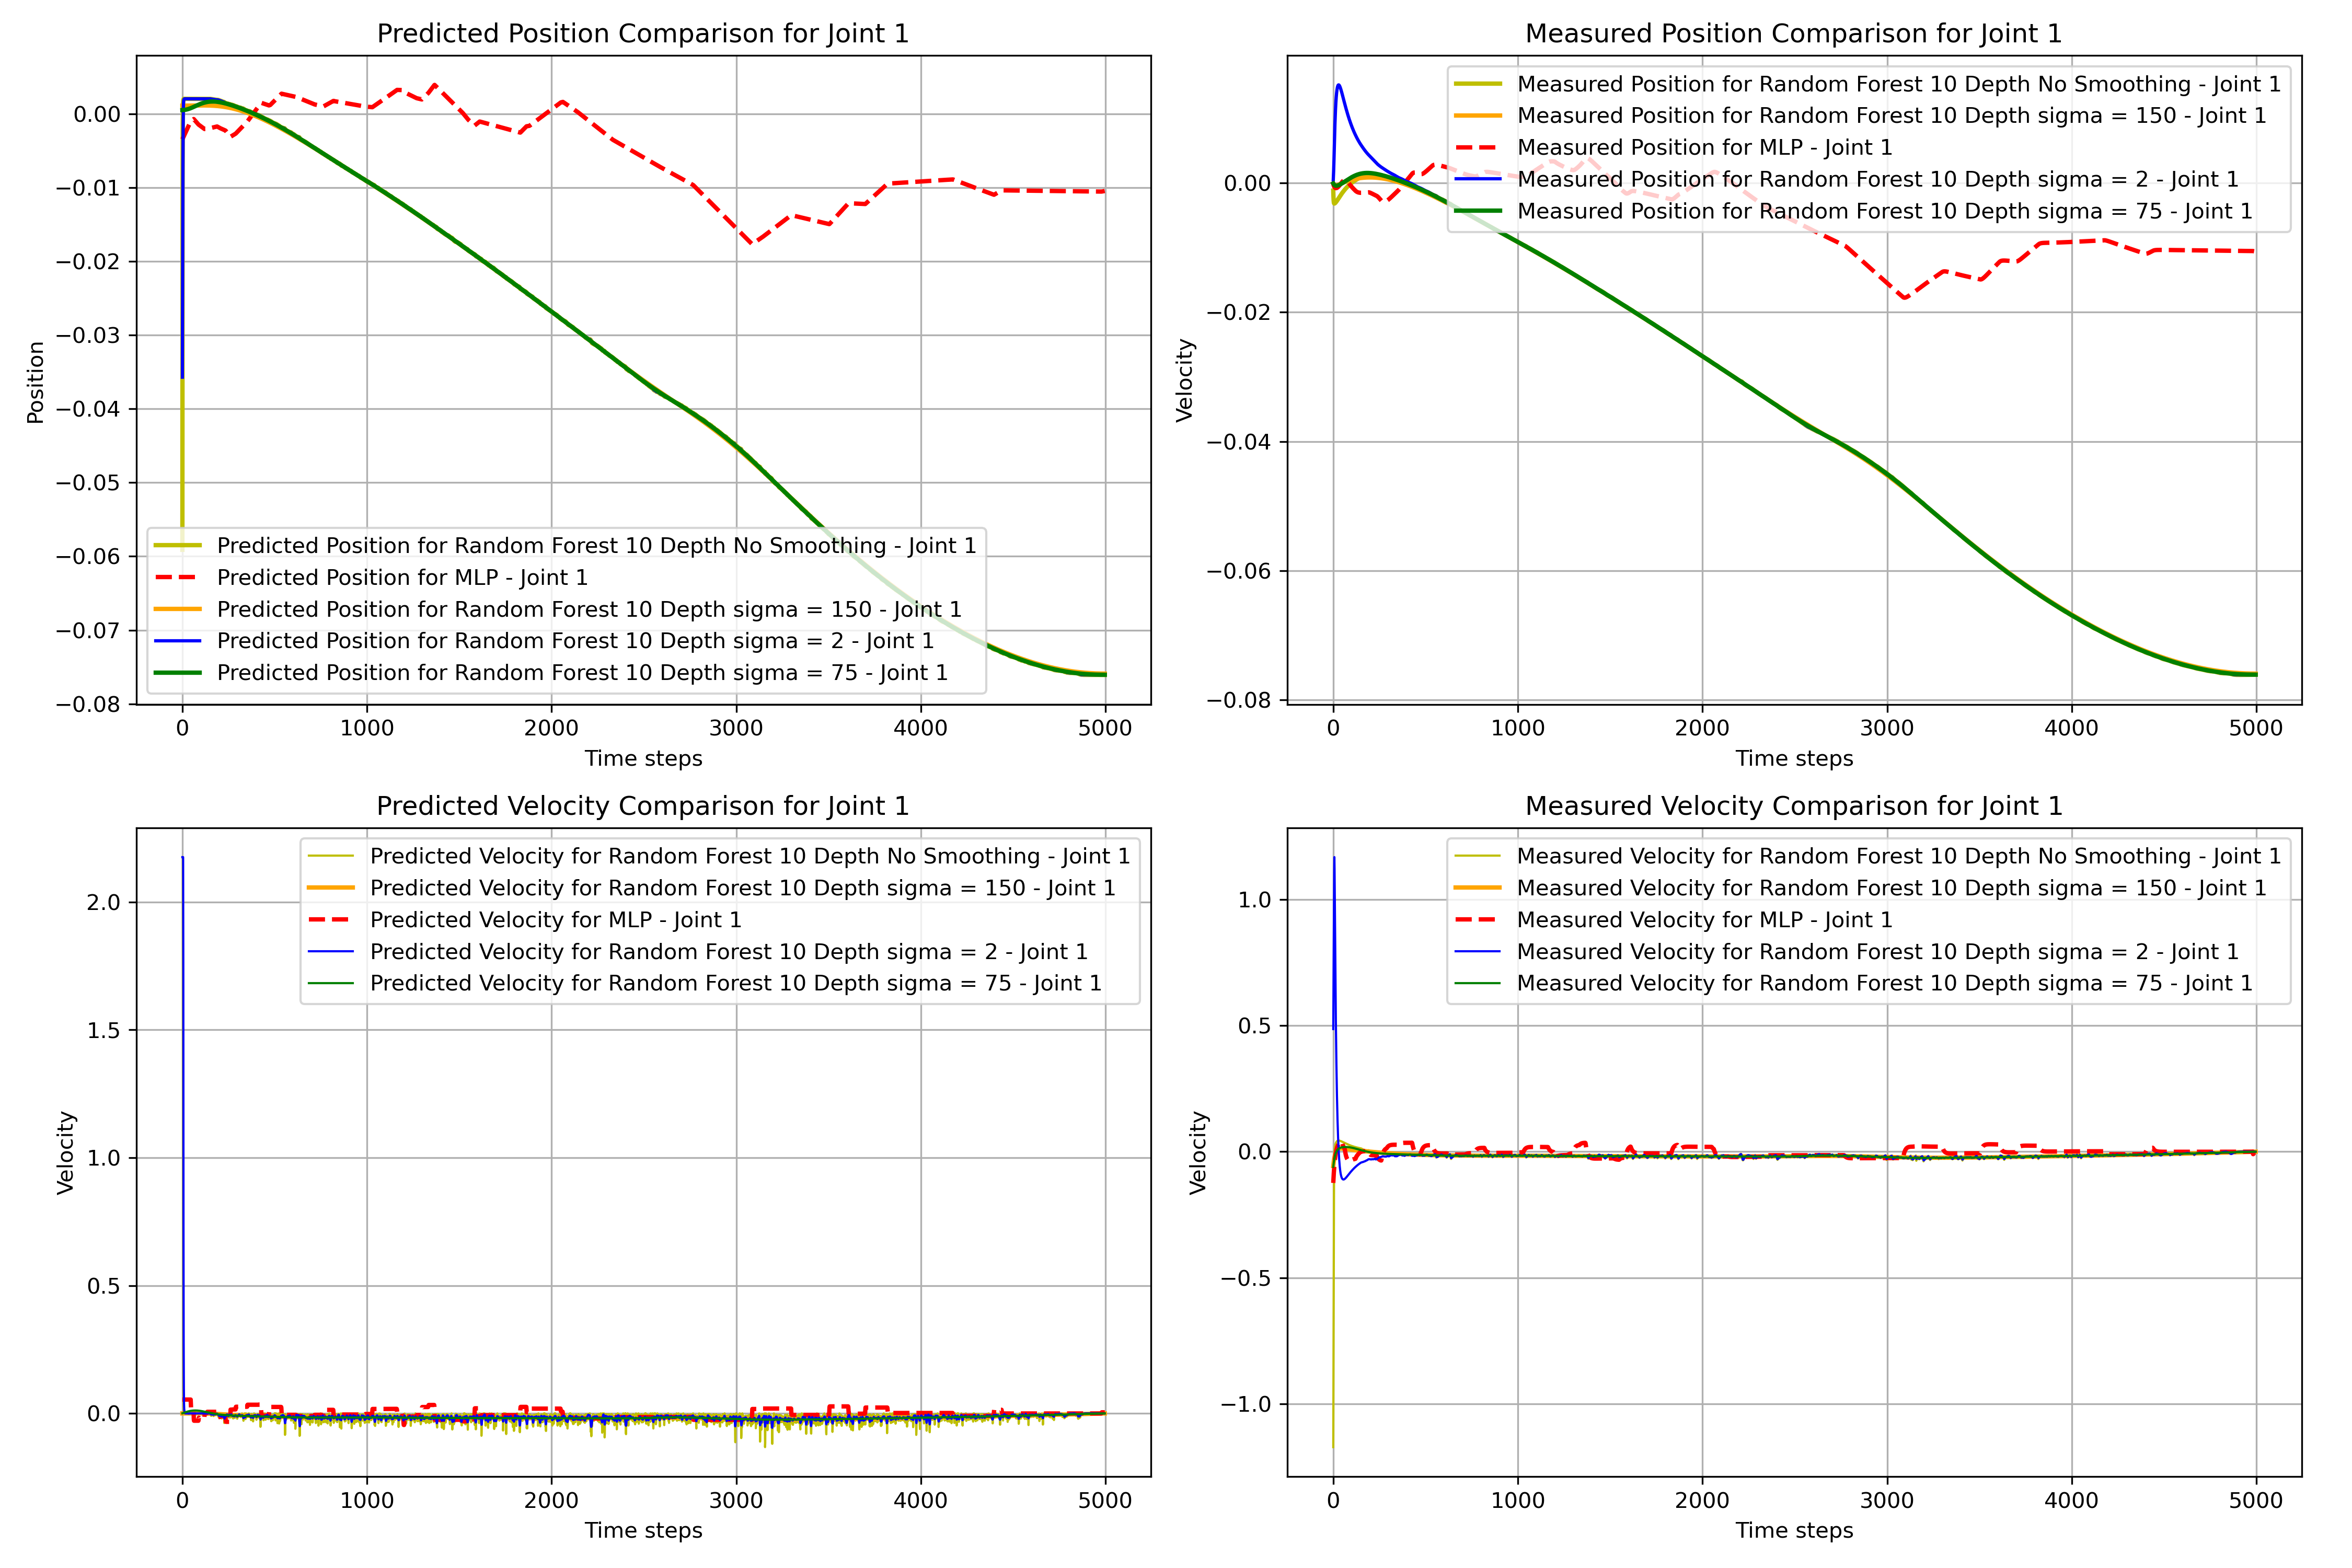 Predicted Position Comparison for Joint 1
Position
0.00
−0.01
−0.02
−0.03
−0.04
−0.05
−0.06
−0.07
−0.08
Predicted Position for Random Forest 10 Depth No Smoothing - Joint 1
Predicted Position for MLP - Joint 1
Predicted Position for Random Forest 10 Depth sigma = 150 - Joint 1
Predicted Position for Random Forest 10 Depth sigma = 2 - Joint 1
Predicted Position for Random Forest 10 Depth sigma = 75 - Joint 1
0 1000 2000 3000 4000 5000
Time steps
Measured Position Comparison for Joint 1
Velocity
0.00
−0.02
−0.04
−0.06
−0.08
Measured Position for Random Forest 10 Depth No Smoothing - Joint 1
Measured Position for Random Forest 10 Depth sigma = 150 - Joint 1
Measured Position for MLP - Joint 1
Measured Position for Random Forest 10 Depth sigma = 2 - Joint 1
Measured Position for Random Forest 10 Depth sigma = 75 - Joint 1
0 1000 2000 3000 4000 5000
Time steps
Predicted Velocity Comparison for Joint 1
Velocity
2.0
1.5
1.0
0.5
0.0
Predicted Velocity for Random Forest 10 Depth No Smoothing - Joint 1
Predicted Velocity for Random Forest 10 Depth sigma = 150 - Joint 1
Predicted Velocity for MLP - Joint 1
Predicted Velocity for Random Forest 10 Depth sigma = 2 - Joint 1
Predicted Velocity for Random Forest 10 Depth sigma = 75 - Joint 1
0 1000 2000 3000 4000 5000
Time steps
Measured Velocity Comparison for Joint 1
Velocity
1.0
0.5
0.0
−0.5
−1.0
Measured Velocity for Random Forest 10 Depth No Smoothing - Joint 1
Measured Velocity for Random Forest 10 Depth sigma = 150 - Joint 1
Measured Velocity for MLP - Joint 1
Measured Velocity for Random Forest 10 Depth sigma = 2 - Joint 1
Measured Velocity for Random Forest 10 Depth sigma = 75 - Joint 1
0 1000 2000 3000 4000 5000
Time steps